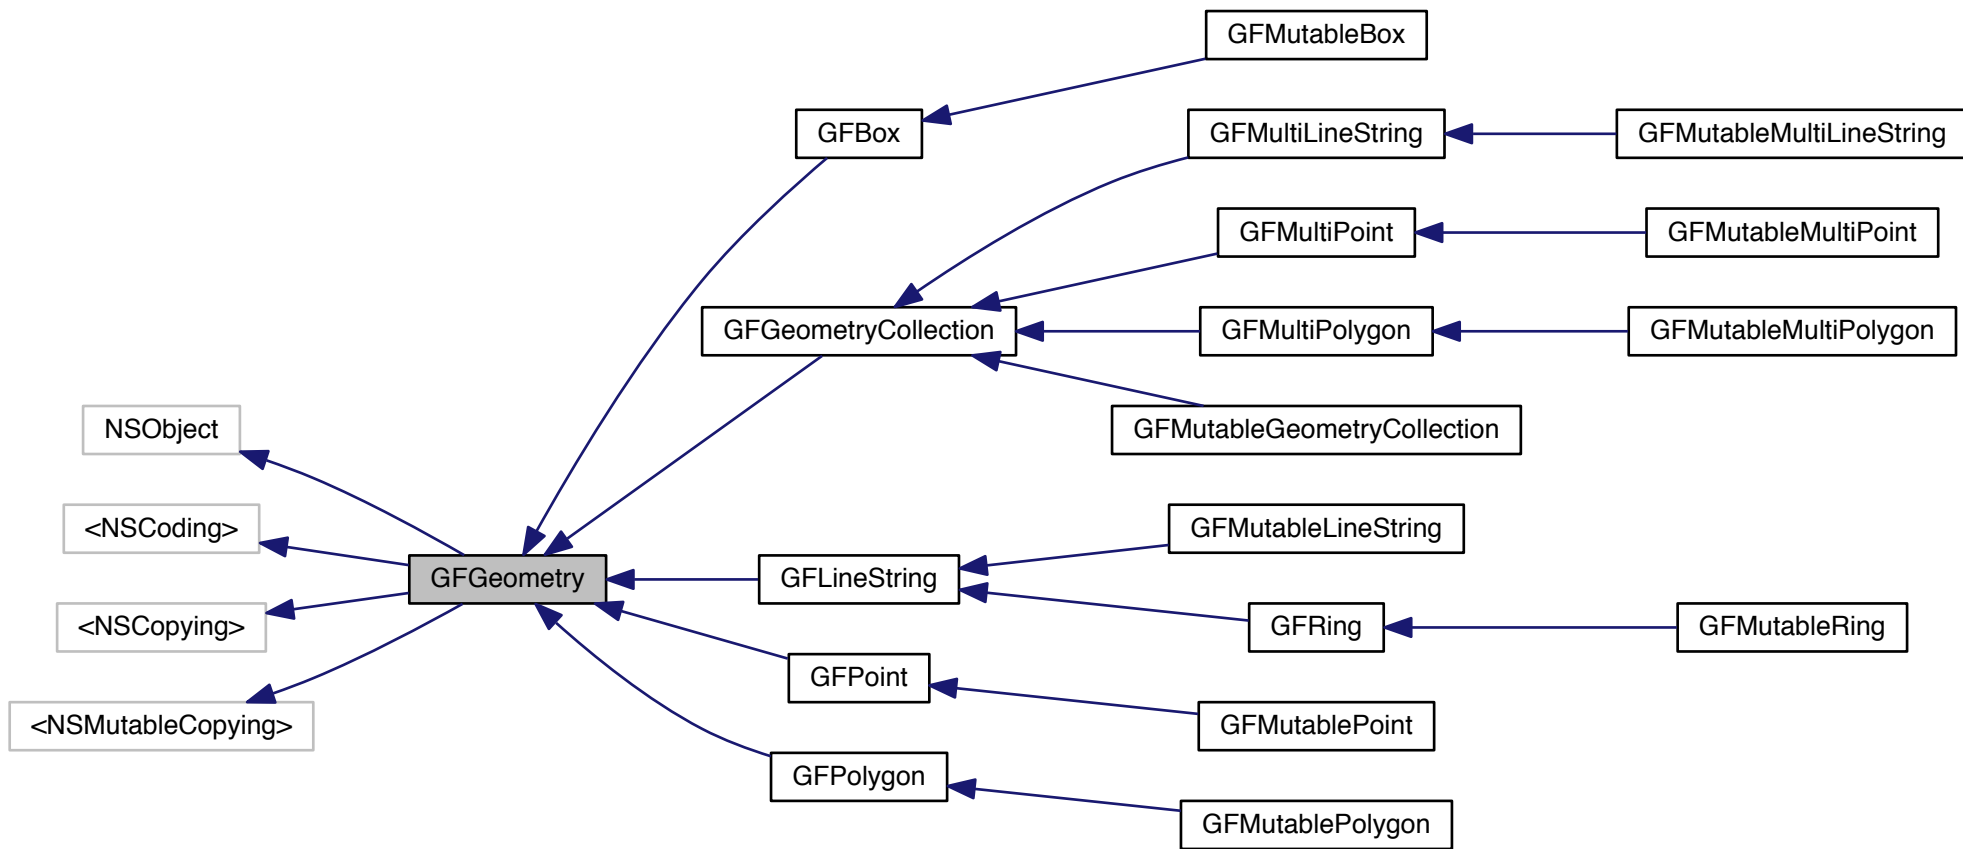 GFMutableBox
GFBox
GFMultiLineString
GFMutableMultiLineString
GFMultiPoint
GFMutableMultiPoint
GFGeometryCollection
GFMultiPolygon
GFMutableMultiPolygon
NSObject
GFMutableGeometryCollection
<NSCoding>
GFMutableLineString
GFGeometry
GFLineString
<NSCopying>
GFRing
GFMutableRing
GFPoint
<NSMutableCopying>
GFMutablePoint
GFPolygon
GFMutablePolygon